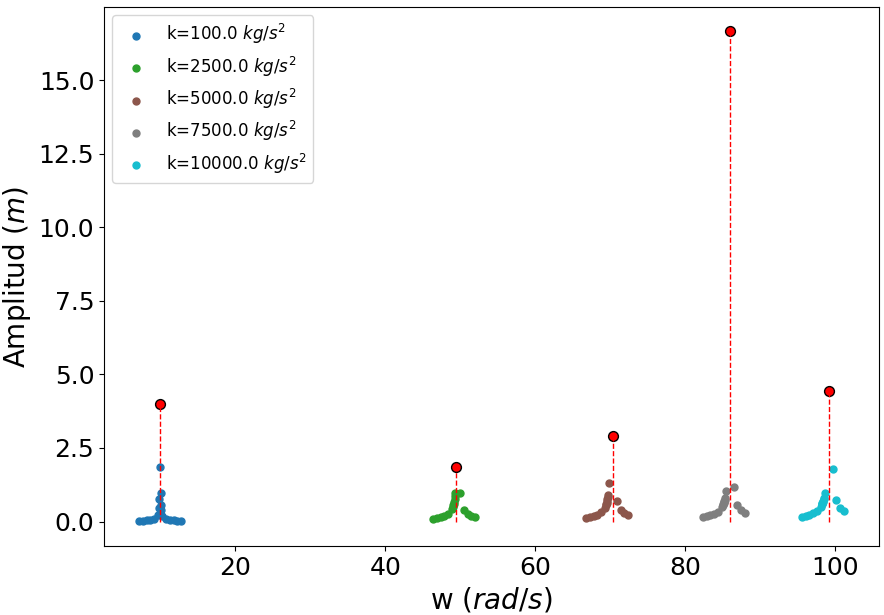 k=100.0 kg/s²
k=2500.0 kg/s²
k=5000.0 kg/s²
k=7500.0 kg/s²
k=10000.0 kg/s²
15.0
12.5
10.0
7.5
5.0
2.5
0.0
Amplitud (m)
20 40 60 80 100
w (rad/s)